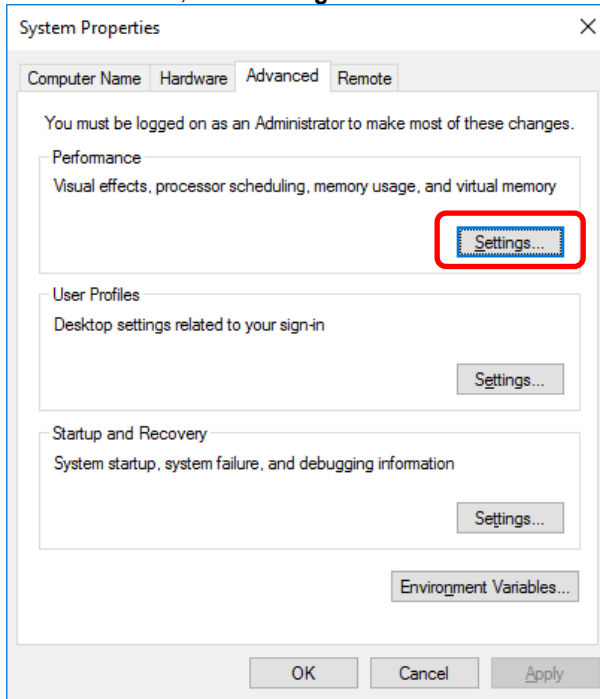 System Properties
Computer Name Hardware Advanced Remote
You must be logged on as an Administrator to make most of these changes.
Performance
Visual effects, processor scheduling, memory usage, and virtual memory
Settings...
User Profiles
Desktop settings related to your sign-in
Settings...
Startup and Recovery
System startup, system failure, and debugging information
Settings...
Environment Variables...
OK Cancel Apply